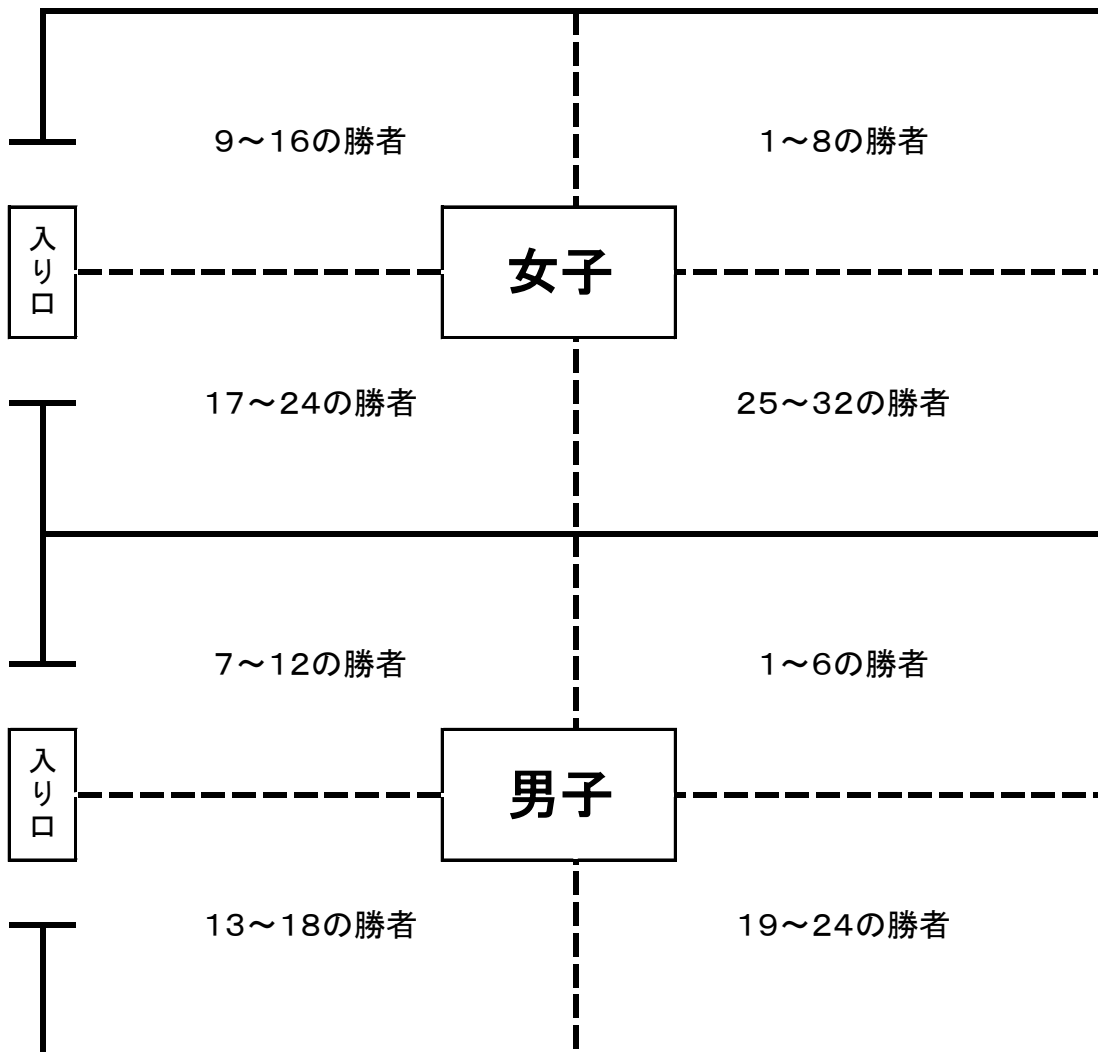 9～16の勝者
1～8の勝者
入り口
女子
17～24の勝者
25～32の勝者
7～12の勝者
1～6の勝者
入り口
男子
13～18の勝者
19～24の勝者